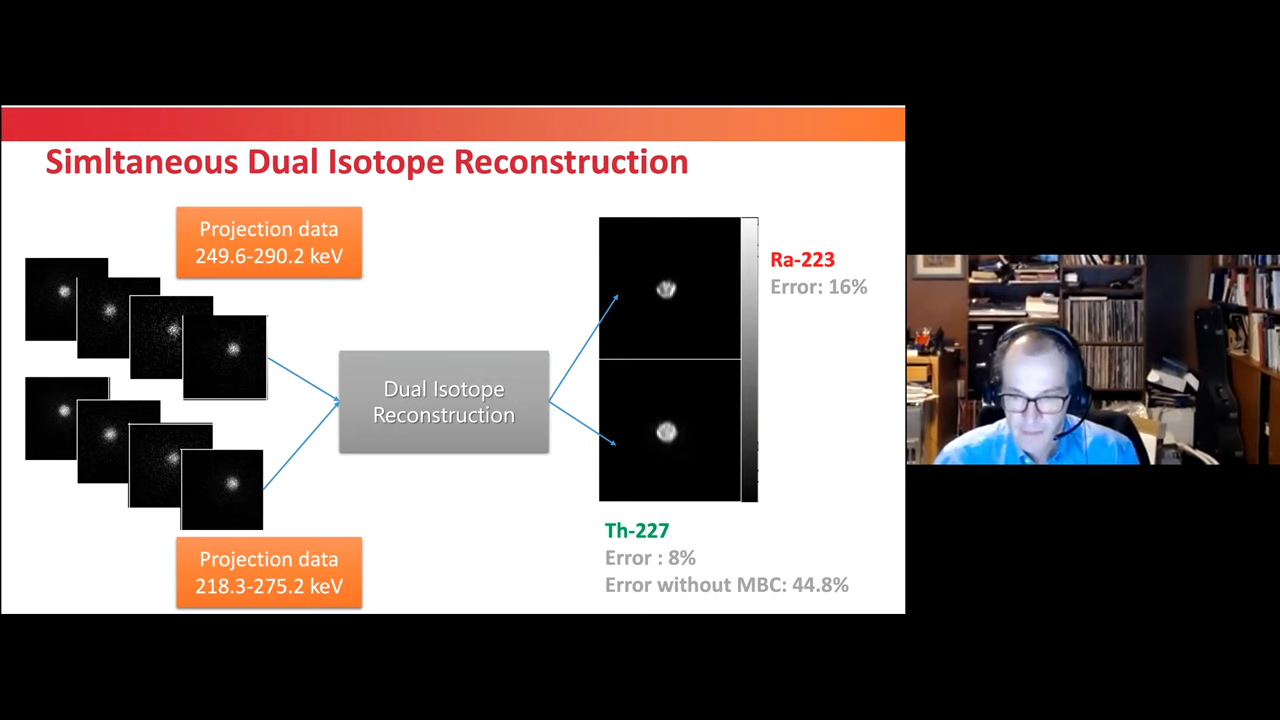 Simltaneous Dual Isotope Reconstruction
Projection data
249.6-290.2 keV
Dual Isotope
Reconstruction
Ra-223
Error: 16%
Projection data
218.3-275.2 keV
Th-227
Error : 8%
Error without MBC: 44.8%